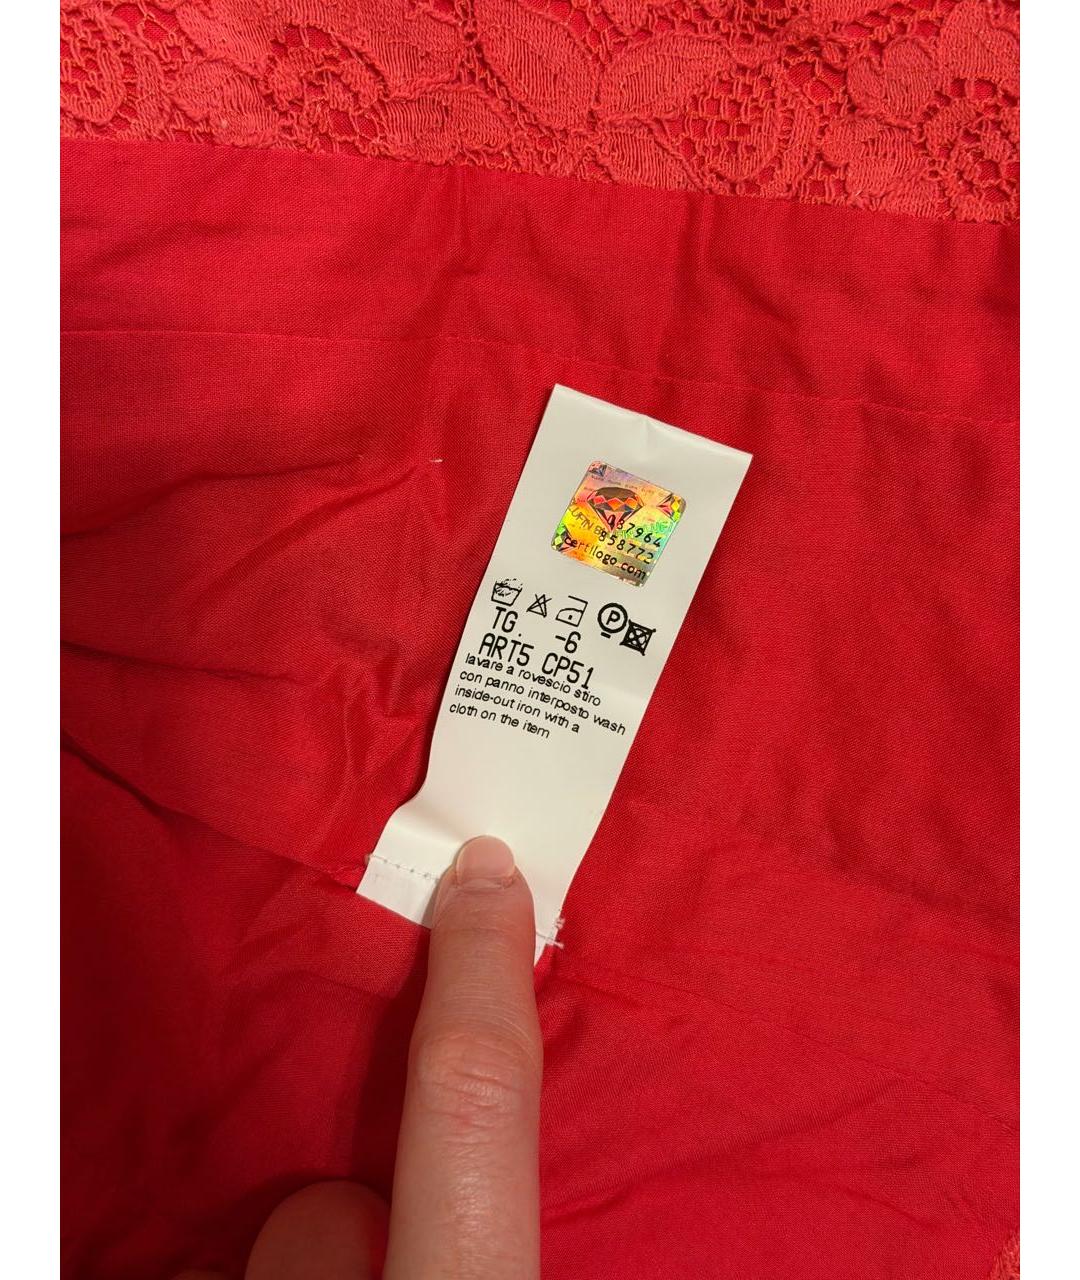 437964
858772
certilogo.com
P
TG. -6
ART5 CP51
lavare a rovescio stiro
con panno interposto wash
inside-out iron with a
cloth on the item